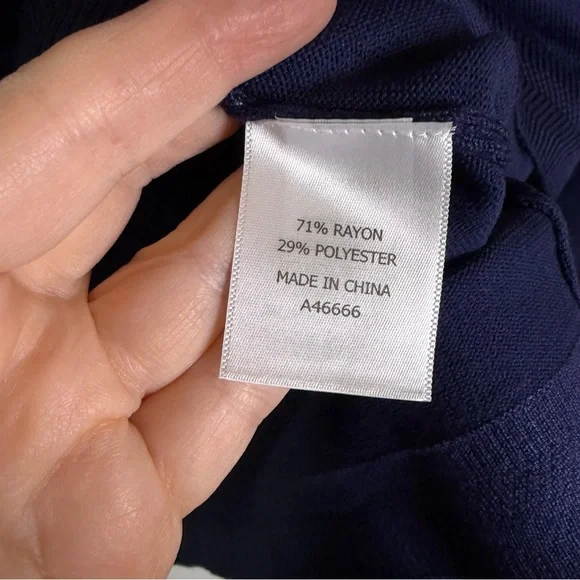 71% RAYON
29% POLYESTER
MADE IN CHINA
A46666